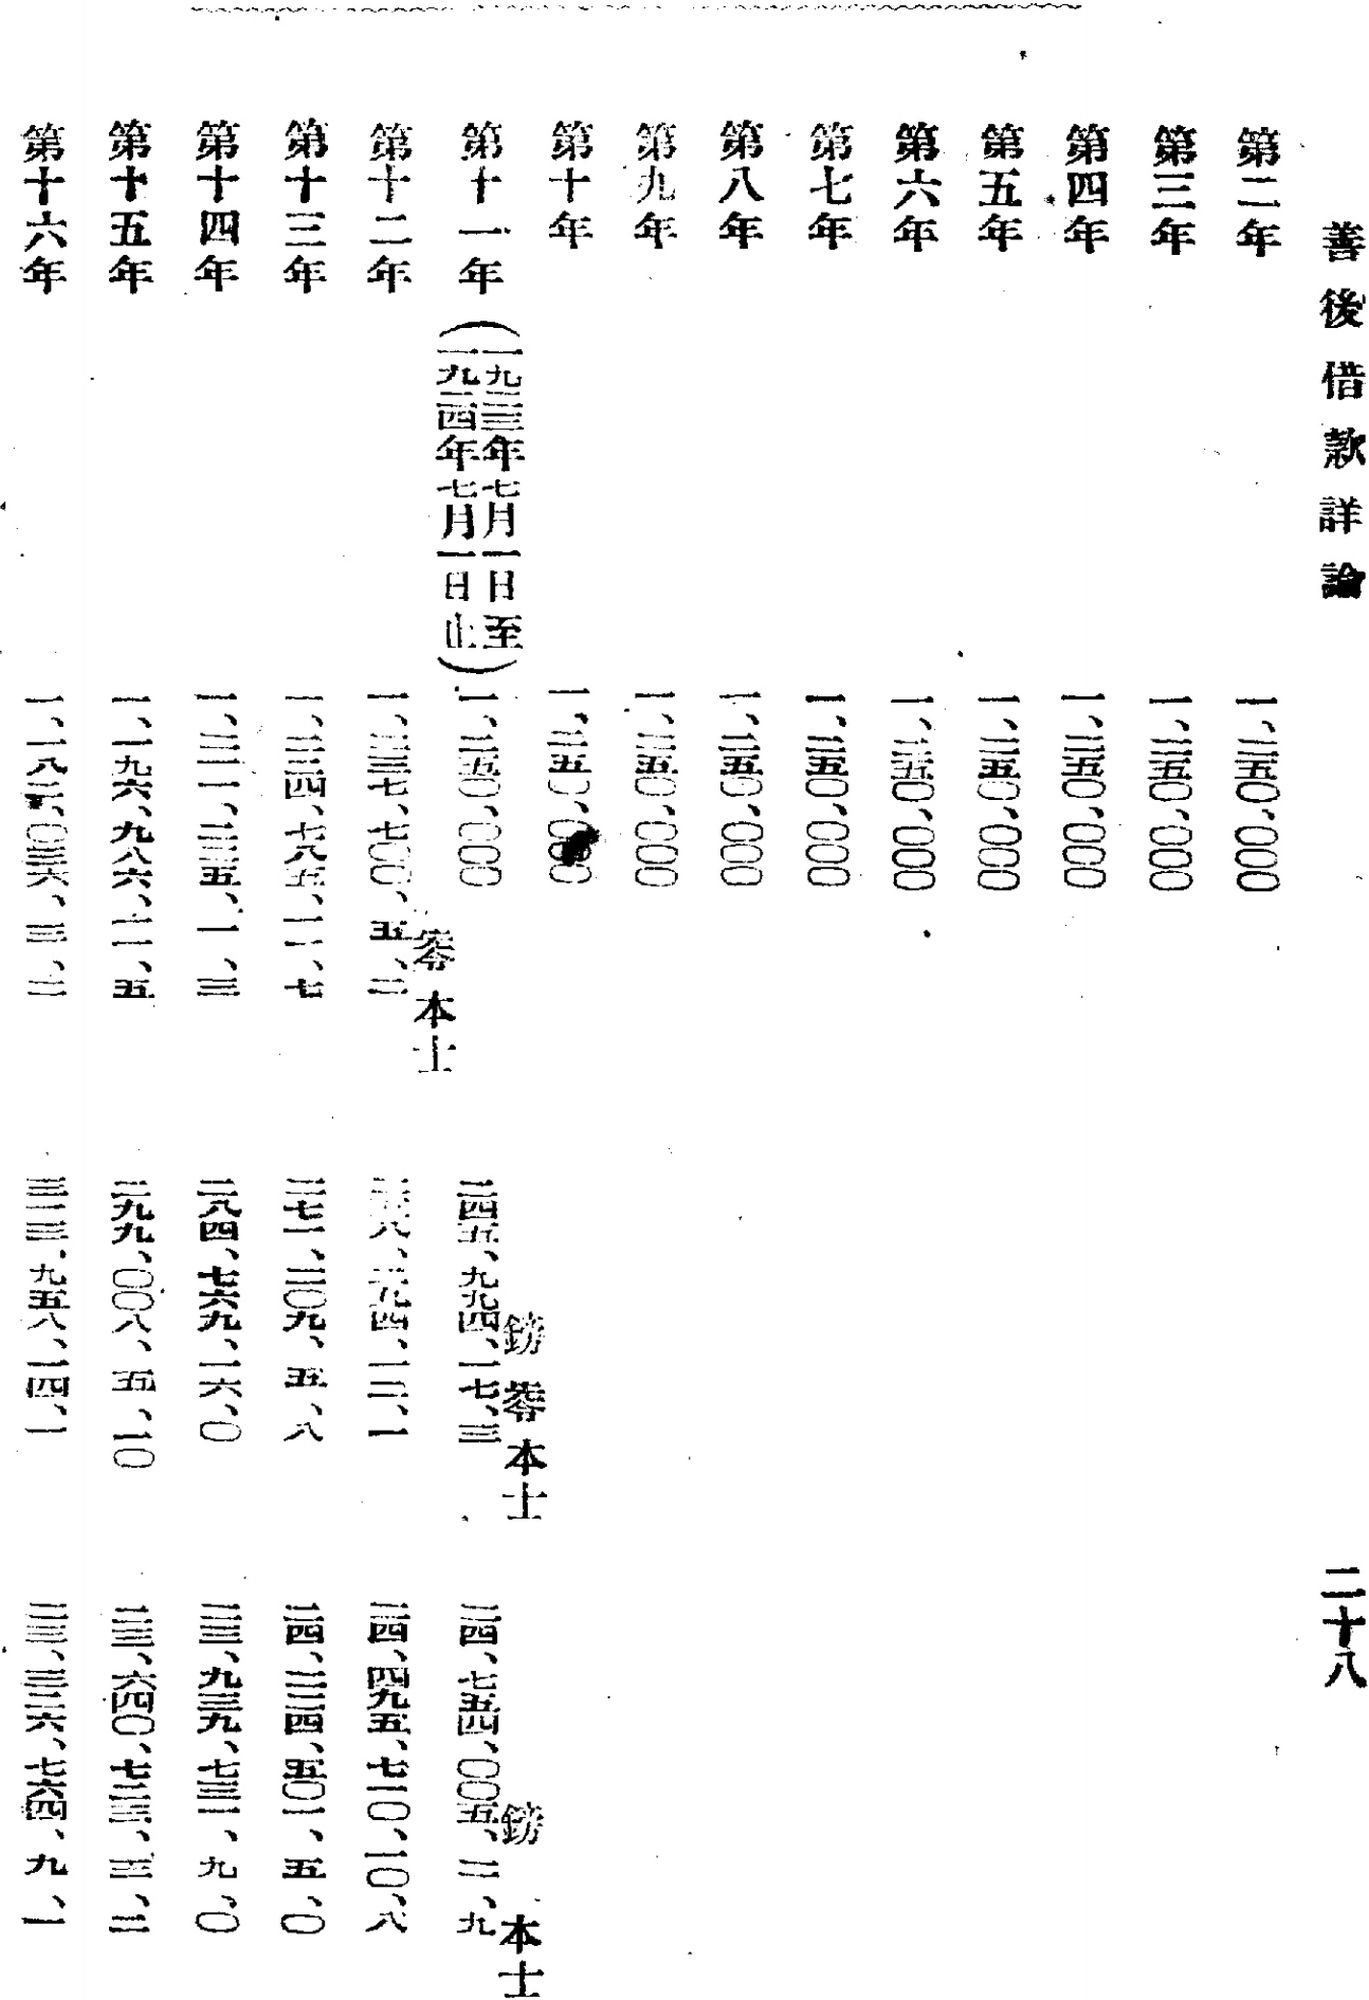 善後借款詳論 二十八
第二年 一、二五〇、〇〇〇
第三年 一、二五〇、〇〇〇
第四年 一、二五〇、〇〇〇
第五年 一、二五〇、〇〇〇
第六年 一、二五〇、〇〇〇
第七年 一、二五〇、〇〇〇
第八年 一、二五〇、〇〇〇
第九年 一、二五〇、〇〇〇
第十年 一、二五〇、〇〇〇
鎊零本士 鎊 本士
第十一年(一九二三年七月一日至一九二四年七月一日止) 一、二五〇、〇〇〇 二四五、九九四、一七、三 二四、七五四、〇〇五、二、九
零本士
第十二年 一、二三七、七〇〇、五、二 二五八、二九四、一二、一 二四、四九五、七一〇、一〇、八
第十三年 一、二二四、七八五、一一、七 二七一、二〇九、五、八 二四、二二四、五〇一、五、〇
第十四年 一、二一一、二二五、一、三 二八四、七六九、一六、〇 二三、九三九、七三一、九、〇
第十五年 一、一九六、九八六、一一、五 二九九、〇〇八、五、一〇 二三、六四〇、七二三、三、二
第十六年 一、一八二、〇三六、三、二 三一三、九五八、一四、一 二三、三二六、七六四、九、一